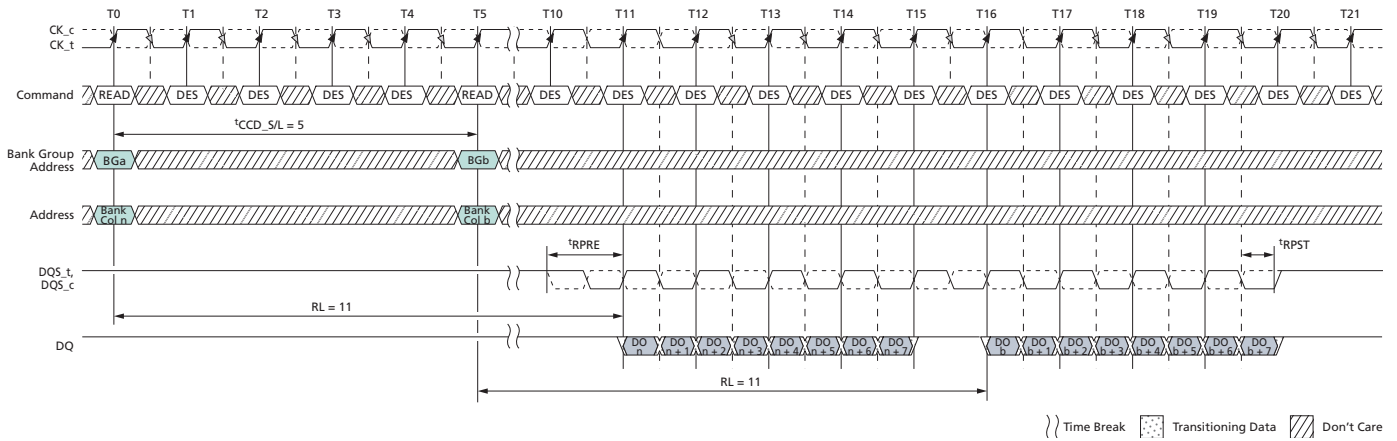 T0 T1 T2 T3 T4 T5 T10 T11 T12 T13 T14 T15 T16 T17 T18 T19 T20 T21
CK_c
CK_t
Command READ DES DES DES DES READ DES DES DES DES DES DES DES DES DES DES DES DES
tCCD_S/L = 5
Bank Group
Address
BGa BGb
Address
Bank
Col n
Bank
Col b
tRPRE tRPST
DQS_t,
DQS_c
RL = 11
DQ
DO
n
DO
n + 1
DO
n + 2
DO
n + 3
DO
n + 4
DO
n + 5
DO
n + 6
DO
n + 7
DO
b
DO
b + 1
DO
b + 2
DO
b + 3
DO
b + 4
DO
b + 5
DO
b + 6
DO
b + 7
RL = 11
Time Break Transitioning Data Don't Care